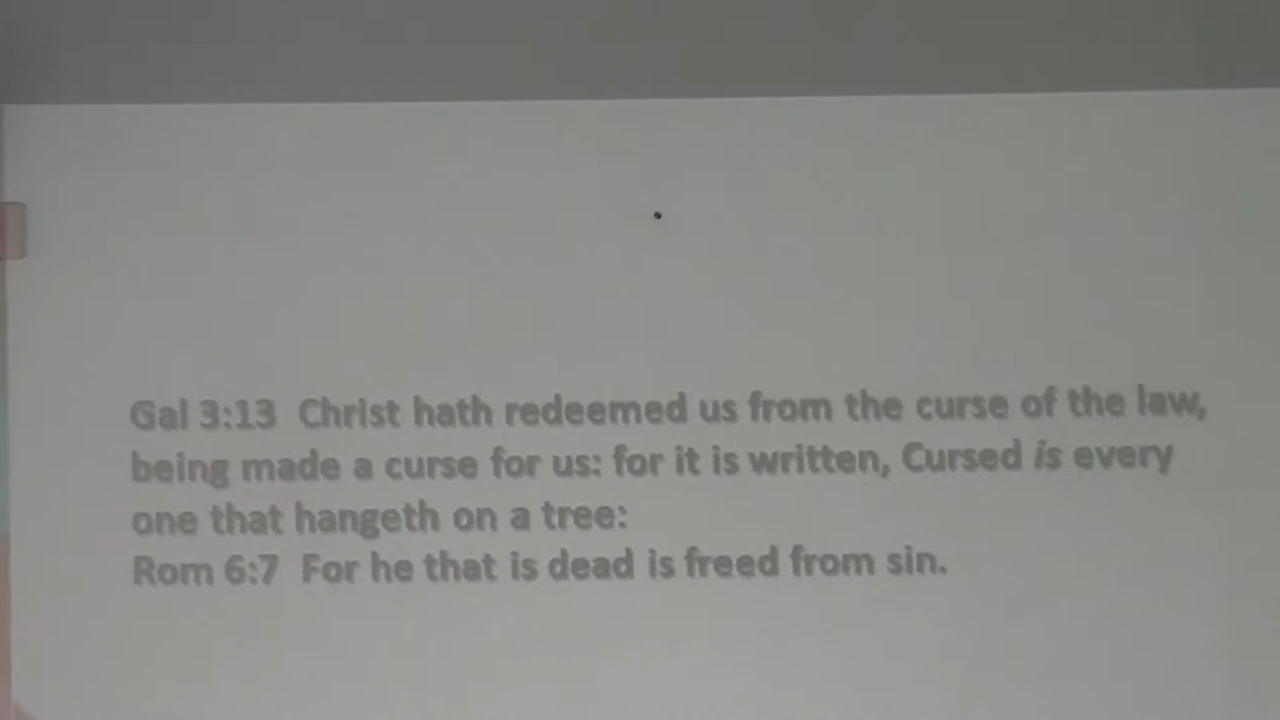 Gal 3:13 Christ hath redeemed us from the curse of the law,
being made a curse for us: for it is written, Cursed is every
one that hangeth on a tree:
Rom 6:7 For he that is dead is freed from sin.